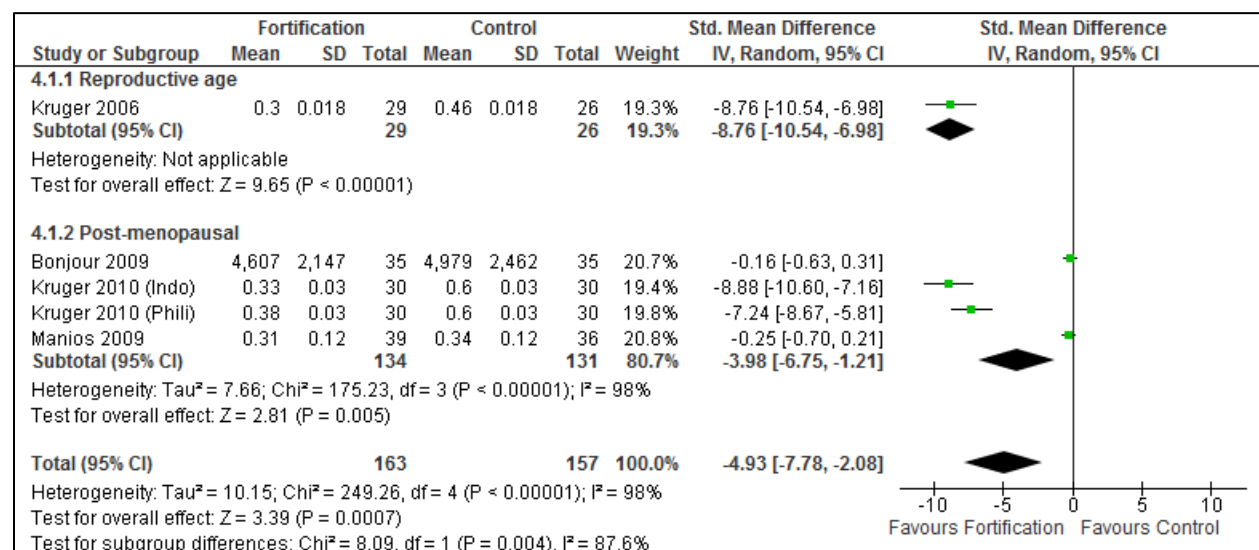 Fortification Control Std. Mean Difference Std. Mean Difference
Study or Subgroup Mean SD Total Mean SD Total Weight IV, Random, 95% CI IV, Random, 95% CI
4.1.1 Reproductive age
Kruger 2006 0.3 0.018 29 0.46 0.018 26 19.3% -8.76 [-10.54, -6.98]
Subtotal (95% CI) 29 26 19.3% -8.76 [-10.54, -6.98]
Heterogeneity: Not applicable
Test for overall effect: Z = 9.65 (P < 0.00001)
4.1.2 Post-menopausal
Bonjour 2009 4,607 2,147 35 4,979 2,462 35 20.7% -0.16 [-0.63, 0.31]
Kruger 2010 (Indo) 0.33 0.03 30 0.6 0.03 30 19.4% -8.88 [-10.60, -7.16]
Kruger 2010 (Phili) 0.38 0.03 30 0.6 0.03 30 19.8% -7.24 [-8.67, -5.81]
Manios 2009 0.31 0.12 39 0.34 0.12 36 20.8% -0.25 [-0.70, 0.21]
Subtotal (95% CI) 134 131 80.7% -3.98 [-6.75, -1.21]
Heterogeneity: Tau² = 7.66; Chi² = 175.23, df = 3 (P < 0.00001); I² = 98%
Test for overall effect: Z = 2.81 (P = 0.005)
Total (95% CI) 163 157 100.0% -4.93 [-7.78, -2.08]
Heterogeneity: Tau² = 10.15; Chi² = 249.26, df = 4 (P < 0.00001); I² = 98%
-10 -5 0 5 10
Test for overall effect: Z = 3.39 (P = 0.0007)
Favours Fortification Favours Control
Test for subgroup differences: Chi² = 8.09, df = 1 (P = 0.004), I² = 87.6%